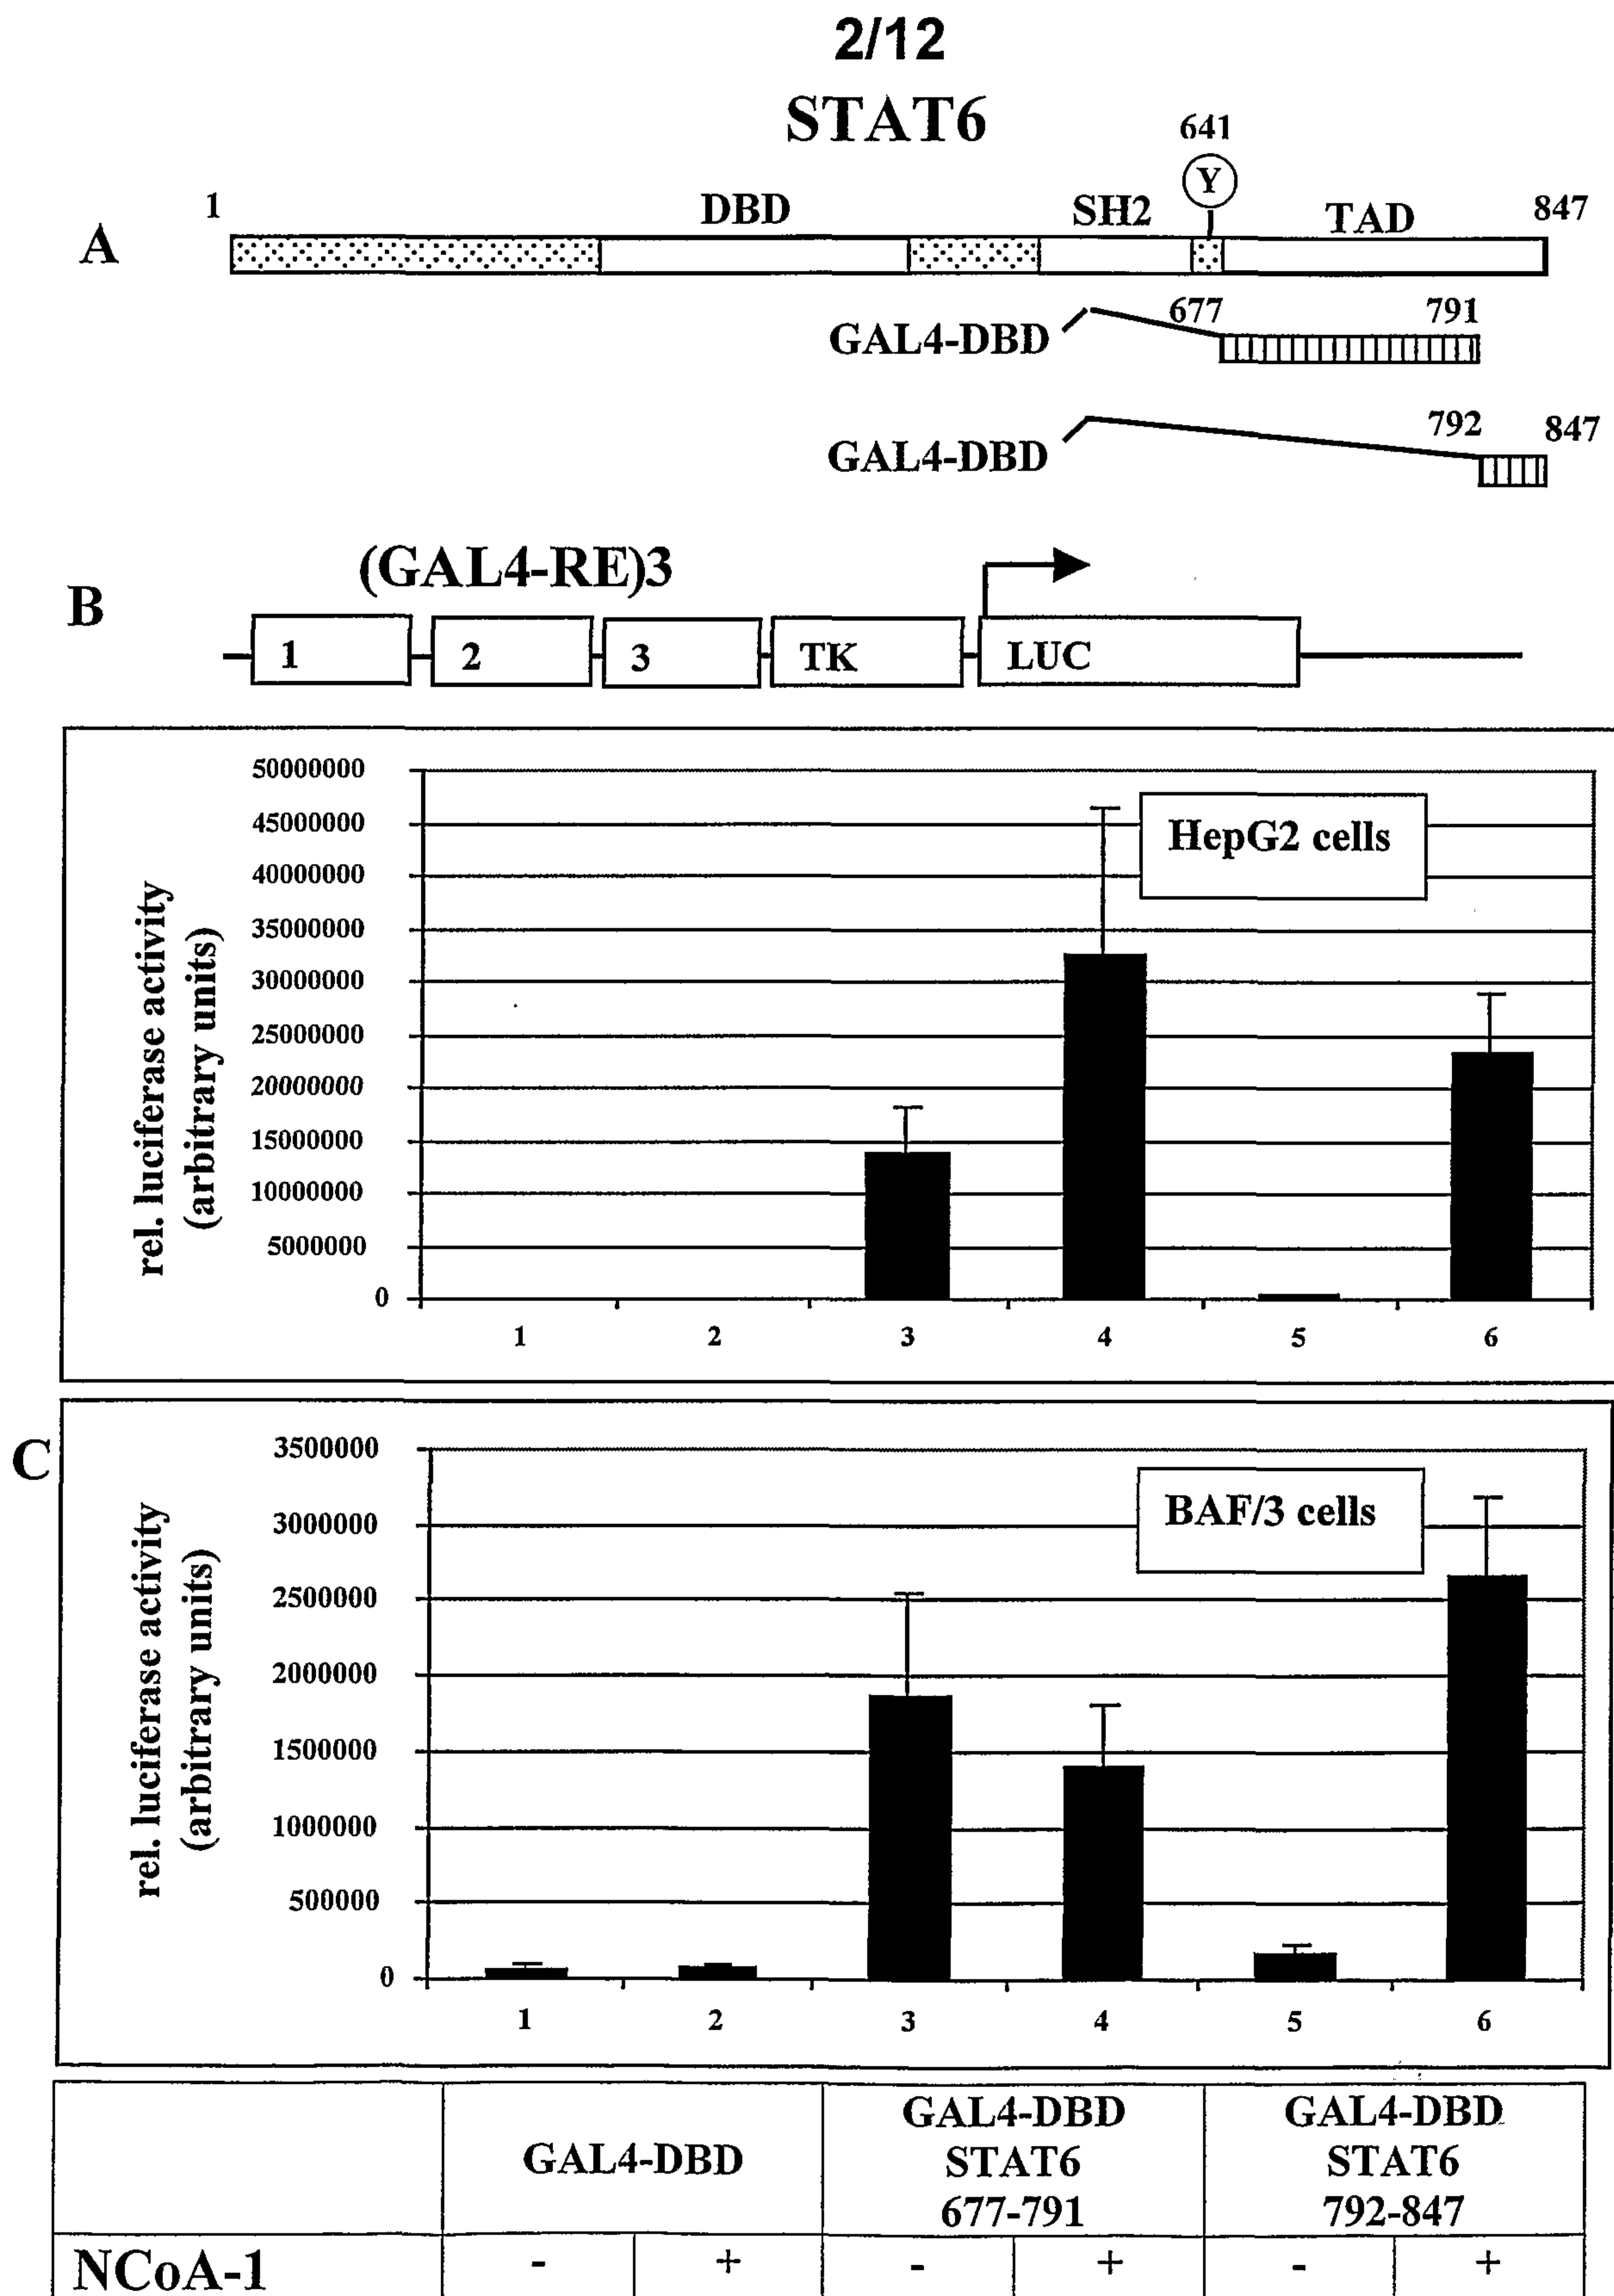 2/12
STAT6
641
Y
1
DBD
SH2
TAD
847
A
GAL4-DBD
677
791
GAL4-DBD
792
847
(GAL4-RE)3
B
1
2
3
TK
LUC
rel. luciferase activity
(arbitrary units)
50000000
45000000
40000000
35000000
30000000
25000000
20000000
15000000
10000000
5000000
0
HepG2 cells
1 2 3 4 5 6
C
rel. luciferase activity
(arbitrary units)
3500000
3000000
2500000
2000000
1500000
1000000
500000
0
BAF/3 cells
1 2 3 4 5 6
GAL4-DBD
GAL4-DBD
STAT6
677-791
GAL4-DBD
STAT6
792-847
NCoA-1 - + - + - +